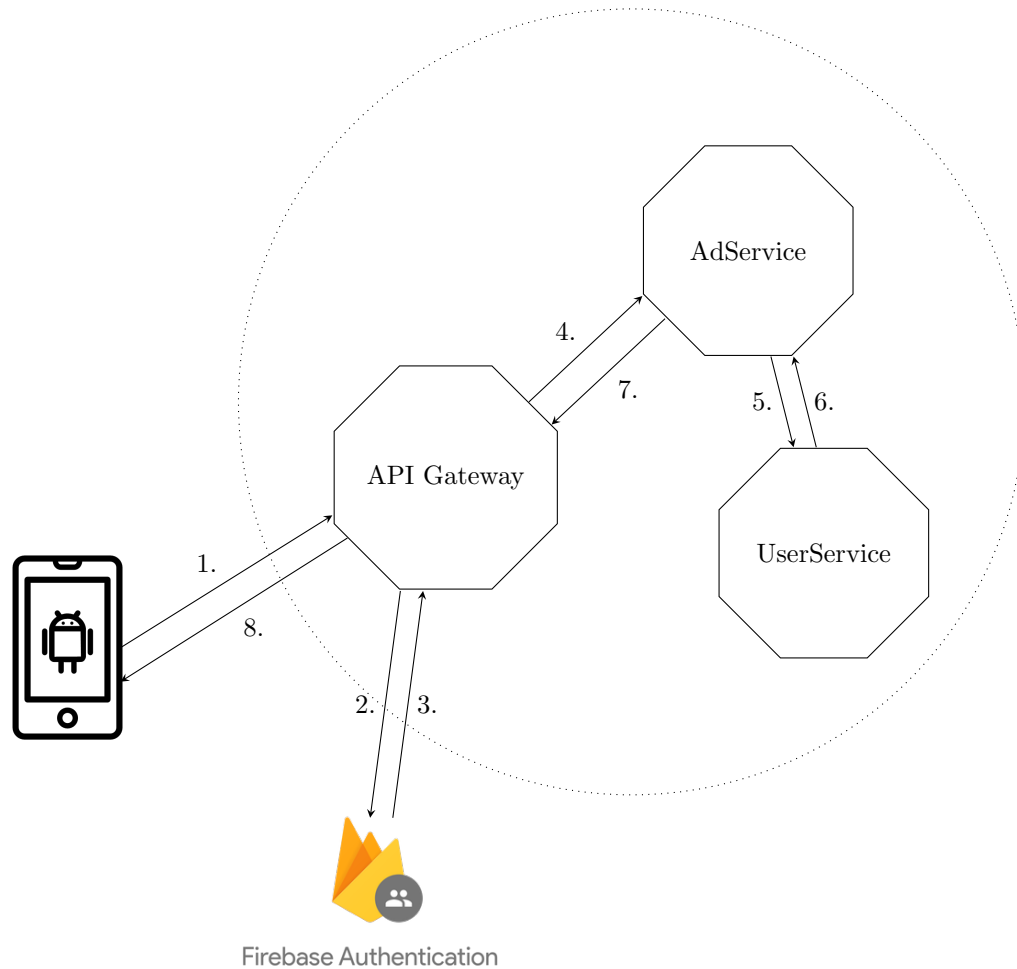 AdService
4.
7.
5.
6.
API Gateway
UserService
1.
8.
2.
3.
Firebase Authentication